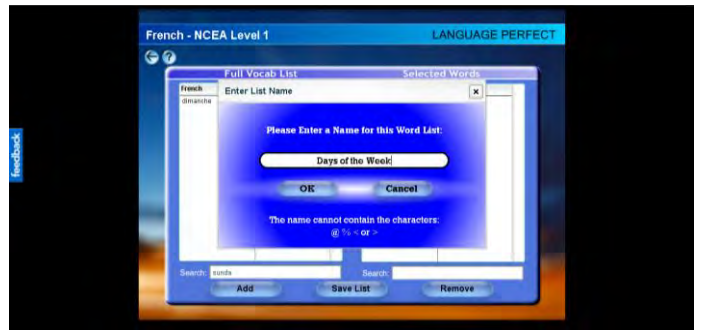 French - NCEA Level 1
LANGUAGE PERFECT
Full Vocab List
Selected Words
French
dimanche
Enter List Name
x
Please Enter a Name for this Word List:
Days of the Week
OK
Cancel
The name cannot contain the characters:
@ % < or >
Search: sunda
Search:
Add
Save List
Remove
feedback